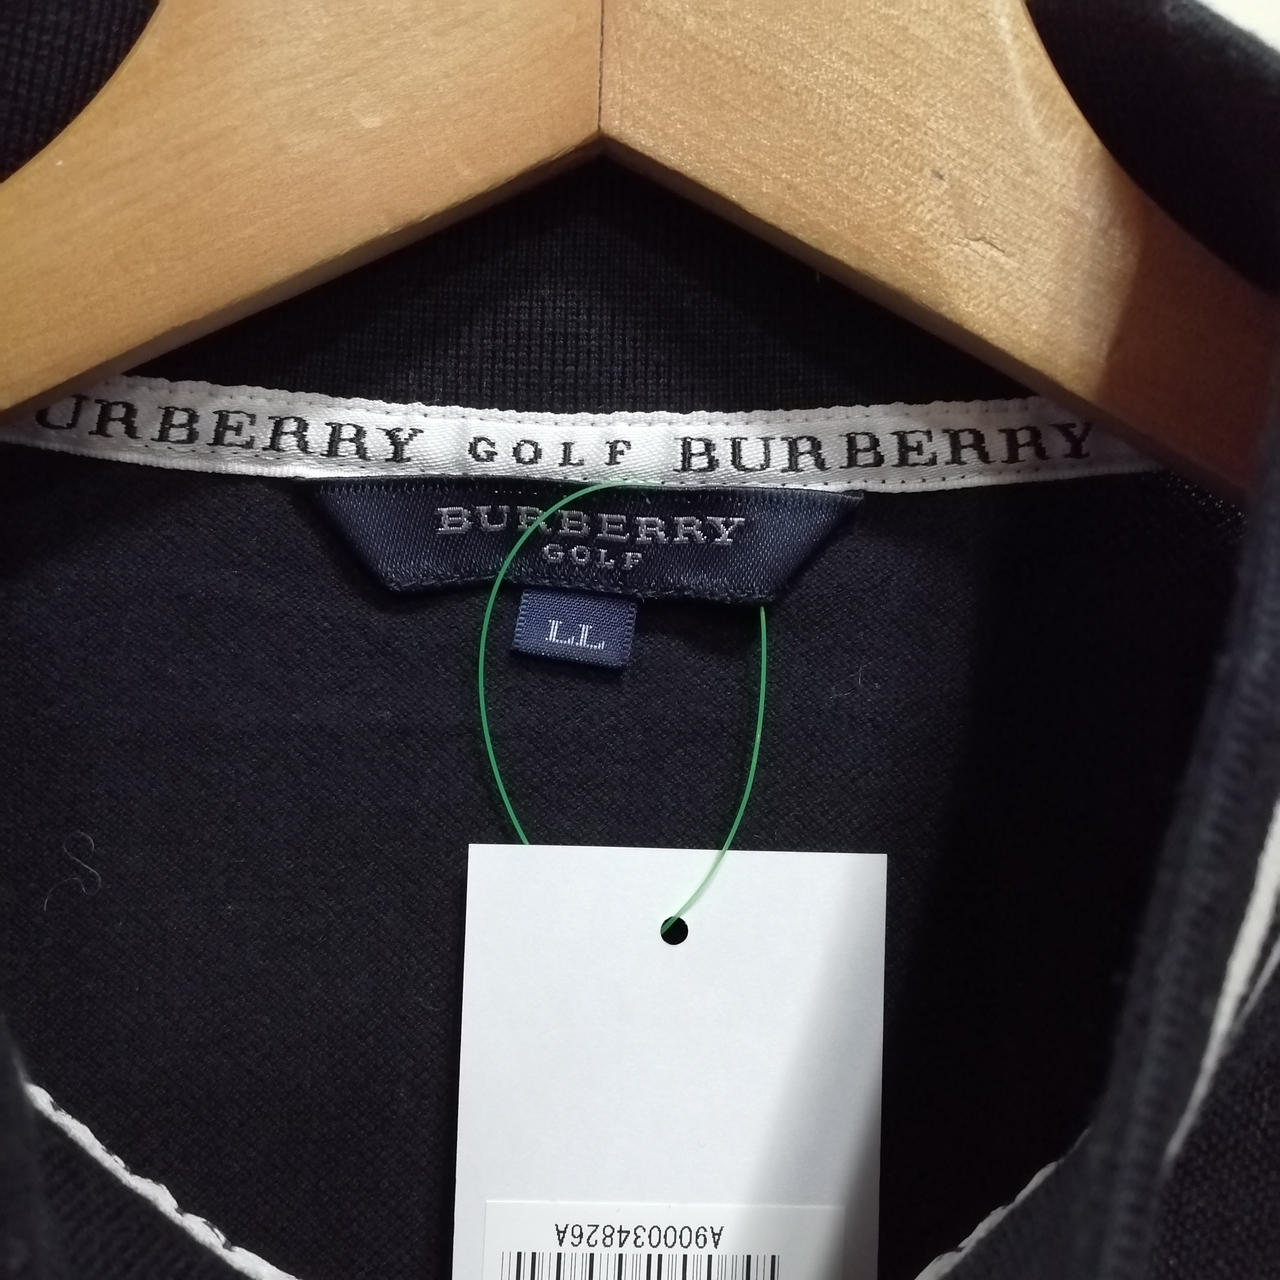 URBERRY GOLF BURBERRY
BURBERRY
GOLF
LL
A900034826A